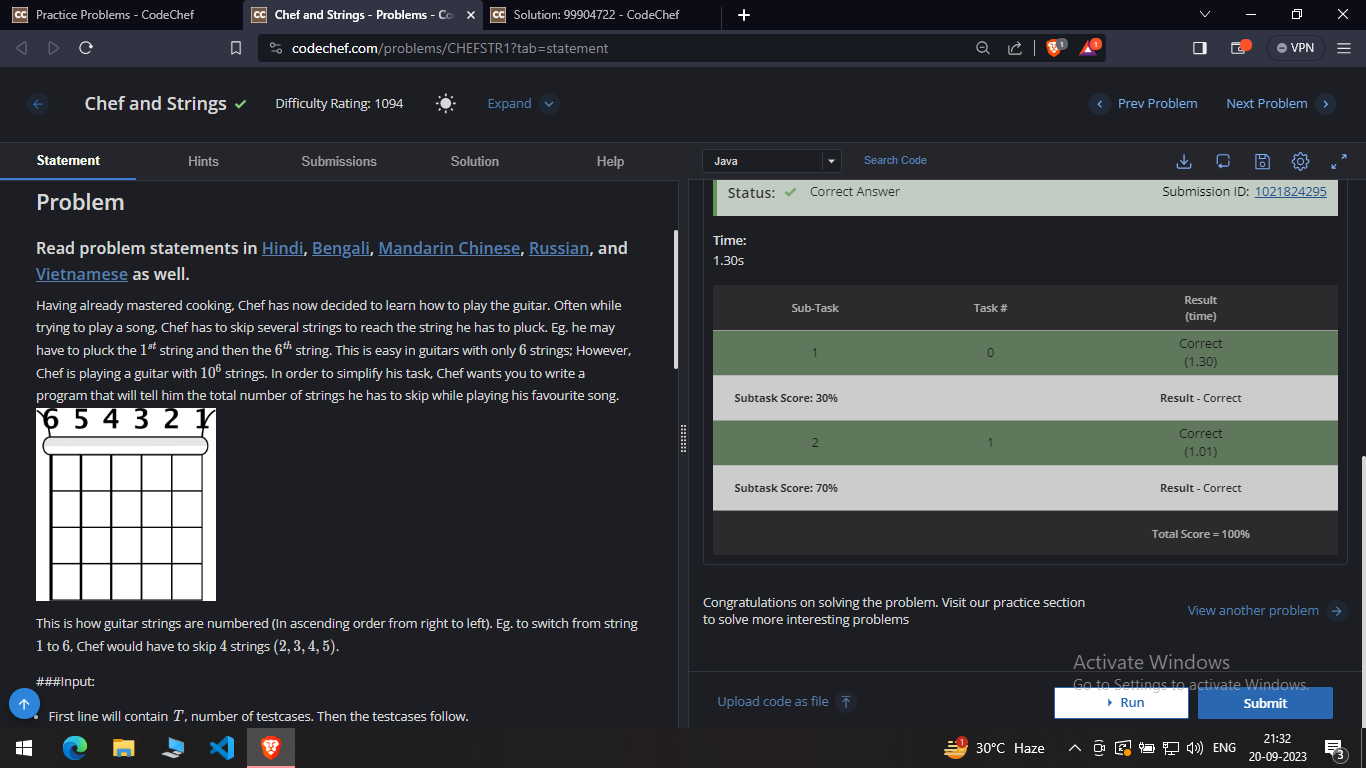 Practice Problems - CodeChef
Chef and Strings - Problems - Co
Solution: 99904722 - CodeChef
codechef.com/problems/CHEFSTR1?tab=statement
1
1
VPN
Chef and Strings
Difficulty Rating: 1094
Expand
Prev Problem
Next Problem
Statement
Hints
Submissions
Solution
Help
Java
Search Code
Problem
Read problem statements in Hindi, Bengali, Mandarin Chinese, Russian, and
Vietnamese as well.
Having already mastered cooking, Chef has now decided to learn how to play the guitar. Often while
trying to play a song, Chef has to skip several strings to reach the string he has to pluck. Eg. he may
have to pluck the 1st string and then the 6th string. This is easy in guitars with only 6 strings; However,
Chef is playing a guitar with 10^6 strings. In order to simplify his task, Chef wants you to write a
program that will tell him the total number of strings he has to skip while playing his favourite song.
6 5 4 3 2 1
This is how guitar strings are numbered (In ascending order from right to left). Eg. to switch from string
1 to 6, Chef would have to skip 4 strings (2, 3, 4, 5).
###Input:
First line will contain T, number of testcases. Then the testcases follow.
Status: Correct Answer
Submission ID: 1021824295
Time:
1.30s
Sub-Task Task # Result
(time)
1 0 Correct
(1.30)
Subtask Score: 30% Result - Correct
2 1 Correct
(1.01)
Subtask Score: 70% Result - Correct
Total Score = 100%
Congratulations on solving the problem. Visit our practice section
to solve more interesting problems
View another problem
Activate Windows
Go to Settings to activate Windows.
Upload code as file
Run
Submit
1
30°C Haze
ENG
21:32
20-09-2023
3